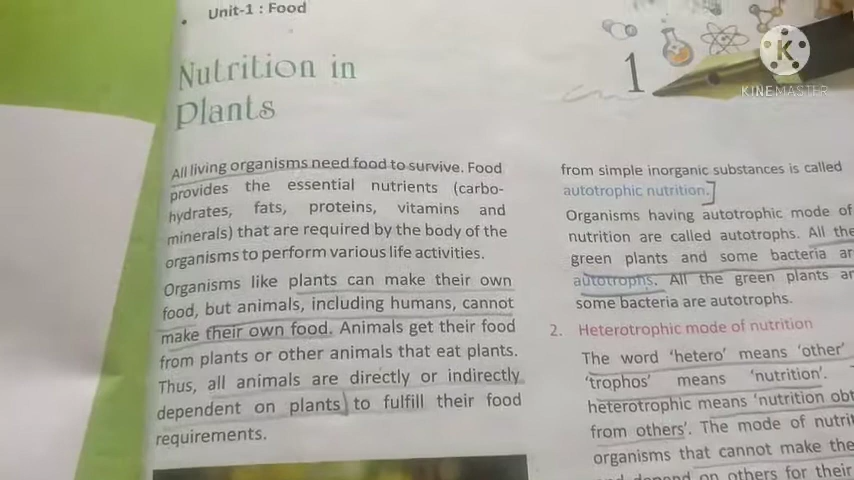 Unit-1 : Food
Nutrition in
Plants
1
KINEMASTER
All living organisms need food to survive. Food
provides the essential nutrients (carbo-
hydrates, fats, proteins, vitamins and
minerals) that are required by the body of the
organisms to perform various life activities.
Organisms like plants can make their own
food, but animals, including humans, cannot
make their own food. Animals get their food
from plants or other animals that eat plants.
Thus, all animals are directly or indirectly
dependent on plants to fulfill their food
requirements.
from simple inorganic substances is called
autotrophic nutrition.]
Organisms having autotrophic mode of
nutrition are called autotrophs. All the
green plants and some bacteria ar
autotrophs. All the green plants ar
some bacteria are autotrophs.
2. Heterotrophic mode of nutrition
The word 'hetero' means 'other'
'trophos' means 'nutrition'.
heterotrophic means 'nutrition obt
from others'. The mode of nutrit
organisms that cannot make the
depend on others for their